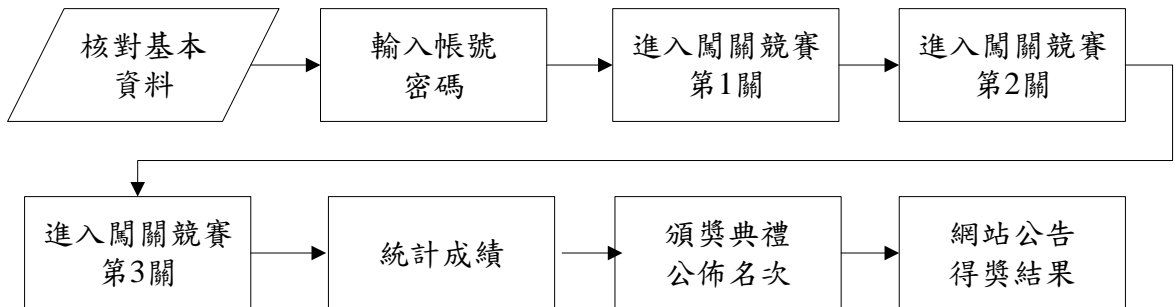 核對基本
資料
輸入帳號
密碼
進入闖關競賽
第1關
進入闖關競賽
第2關
進入闖關競賽
第3關
統計成績
頒獎典禮
公佈名次
網站公告
得獎結果